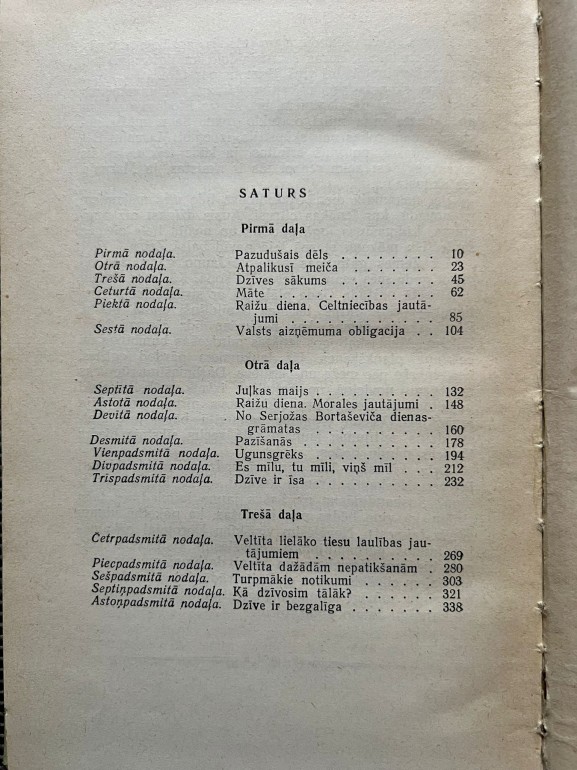 SATURS
Pirmā daļa
Pirmā nodaļa. Pazudušais dēls . . . . . . . 10
Otrā nodaļa. Atpalikusī meiča . . . . . . . 23
Trešā nodaļa. Dzīves sākums . . . . . . . 45
Ceturtā nodaļa. Māte . . . . . . . . . . . 62
Piektā nodaļa. Raižu diena. Celtniecības jautā-
jumi . . . . . . . . . . . 85
Sestā nodaļa. Valsts aizņēmuma obligacija . . 104
Otrā daļa
Septītā nodaļa. Juļkas maijs . . . . . . . . . 132
Astotā nodaļa. Raižu diena. Morales jautājumi . 148
Devītā nodaļa. No Serjožas Bortaševiča dienas-
grāmatas . . . . . . . . . 160
Desmitā nodaļa. Pazīšanās . . . . . . . . . 178
Vienpadsmitā nodaļa. Ugunsgrēks . . . . . . . . 194
Divpadsmitā nodaļa. Es mīlu, tu mīli, viņš mīl . . . 212
Trispadsmitā nodaļa. Dzīve ir īsa . . . . . . . . 232
Trešā daļa
Četrpadsmitā nodaļa. Veltīta lielāko tiesu laulības jau-
tājumiem . . . . . . . . . 269
Piecpadsmitā nodaļa. Veltīta dažādām nepatikšanām . 280
Sešpadsmitā nodaļa. Turpmākie notikumi . . . . . 303
Septiņpadsmitā nodaļa. Kā dzīvosim tālāk? . . . . . . 321
Astoņpadsmitā nodaļa. Dzīve ir bezgalīga . . . . . . 338